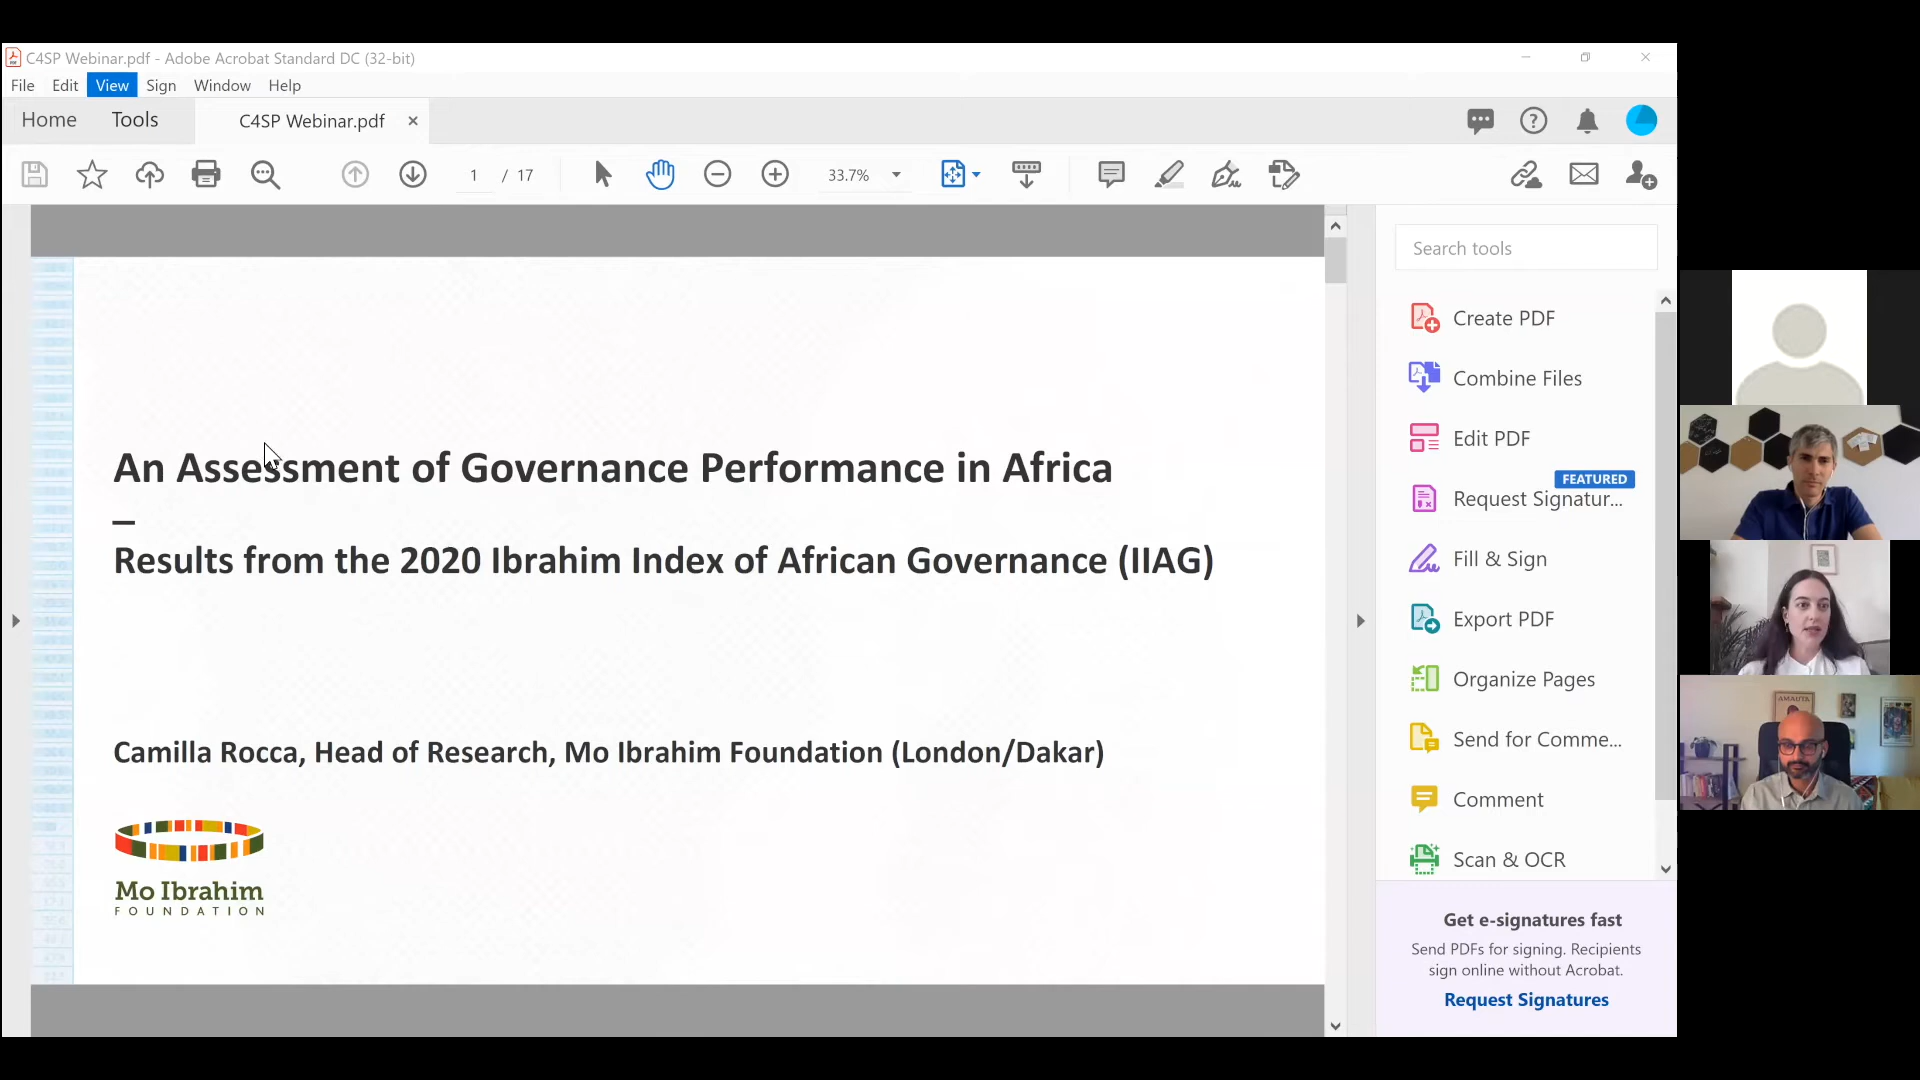 C4SP Webinar.pdf - Adobe Acrobat Standard DC (32-bit)
File Edit View Sign Window Help
Home Tools C4SP Webinar.pdf
1 / 17 33.7%
An Assessment of Governance Performance in Africa
–
Results from the 2020 Ibrahim Index of African Governance (IIAG)
Camilla Rocca, Head of Research, Mo Ibrahim Foundation (London/Dakar)
Mo Ibrahim
FOUNDATION
Search tools
Create PDF
Combine Files
Edit PDF
FEATURED
Request Signatur...
Fill & Sign
Export PDF
Organize Pages
Send for Comme...
Comment
Scan & OCR
Get e-signatures fast
Send PDFs for signing. Recipients
sign online without Acrobat.
Request Signatures
AMAUTA